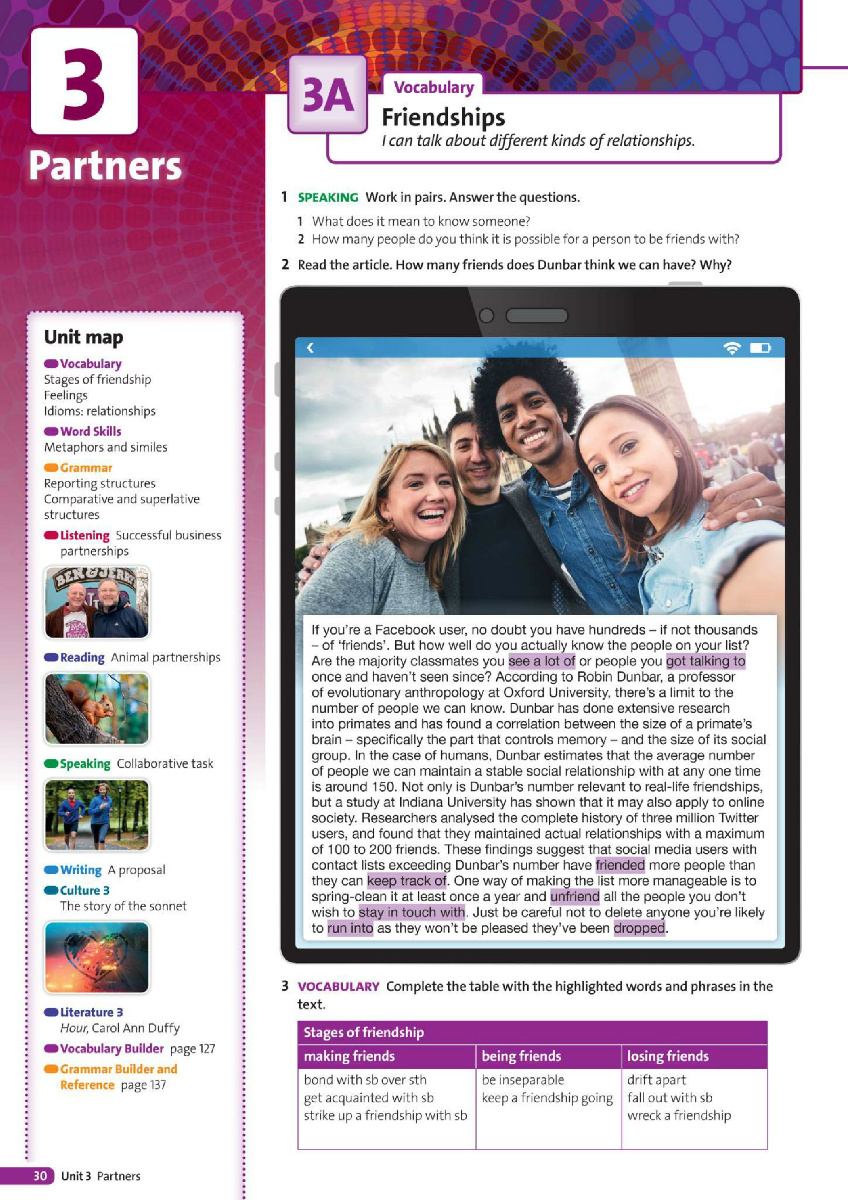 3
Partners
3A
Vocabulary
Friendships
I can talk about different kinds of relationships.
1 SPEAKING Work in pairs. Answer the questions.
1 What does it mean to know someone?
2 How many people do you think it is possible for a person to be friends with?
2 Read the article. How many friends does Dunbar think we can have? Why?
Unit map
Vocabulary
Stages of friendship
Feelings
Idioms: relationships
Word Skills
Metaphors and similes
Grammar
Reporting structures
Comparative and superlative
structures
Listening Successful business
partnerships
BEN & JERRY
Reading Animal partnerships
Speaking Collaborative task
Writing A proposal
Culture 3
The story of the sonnet
Literature 3
Hour, Carol Ann Duffy
Vocabulary Builder page 127
Grammar Builder and
Reference page 137
If you're a Facebook user, no doubt you have hundreds – if not thousands
– of 'friends'. But how well do you actually know the people on your list?
Are the majority classmates you see a lot of or people you got talking to
once and haven't seen since? According to Robin Dunbar, a professor
of evolutionary anthropology at Oxford University, there's a limit to the
number of people we can know. Dunbar has done extensive research
into primates and has found a correlation between the size of a primate's
brain – specifically the part that controls memory – and the size of its social
group. In the case of humans, Dunbar estimates that the average number
of people we can maintain a stable social relationship with at any one time
is around 150. Not only is Dunbar's number relevant to real-life friendships,
but a study at Indiana University has shown that it may also apply to online
society. Researchers analysed the complete history of three million Twitter
users, and found that they maintained actual relationships with a maximum
of 100 to 200 friends. These findings suggest that social media users with
contact lists exceeding Dunbar's number have friended more people than
they can keep track of. One way of making the list more manageable is to
spring-clean it at least once a year and unfriend all the people you don't
wish to stay in touch with. Just be careful not to delete anyone you're likely
to run into as they won't be pleased they've been dropped.
3 VOCABULARY Complete the table with the highlighted words and phrases in the
text.
Stages of friendship
making friends being friends losing friends
bond with sb over sth be inseparable drift apart
get acquainted with sb keep a friendship going fall out with sb
strike up a friendship with sb wreck a friendship
30 Unit 3 Partners